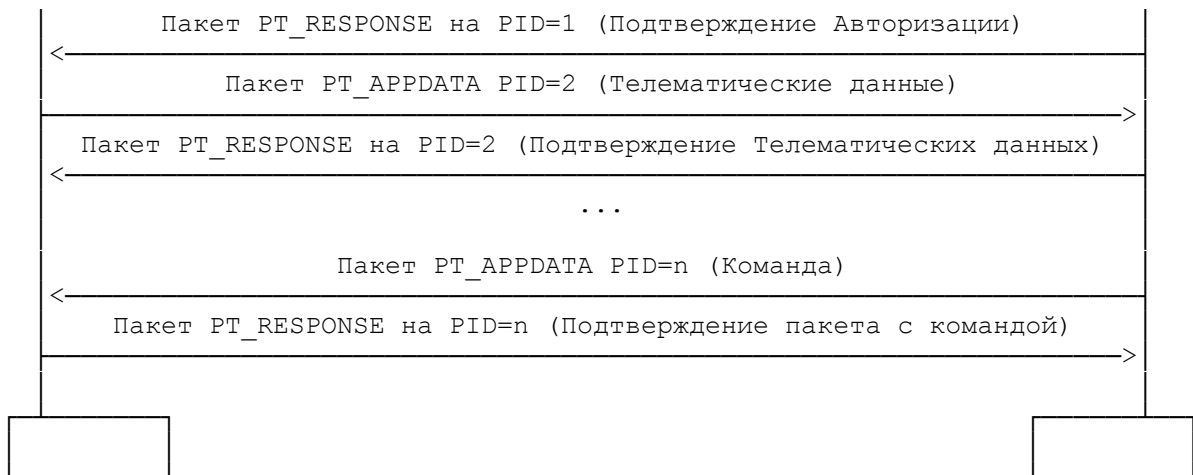 Пакет PT_RESPONSE на PID=1 (Подтверждение Авторизации)
Пакет PT_APPDATA PID=2 (Телематические данные)
Пакет PT_RESPONSE на PID=2 (Подтверждение Телематических данных)
...
Пакет PT_APPDATA PID=n (Команда)
Пакет PT_RESPONSE на PID=n (Подтверждение пакета с командой)